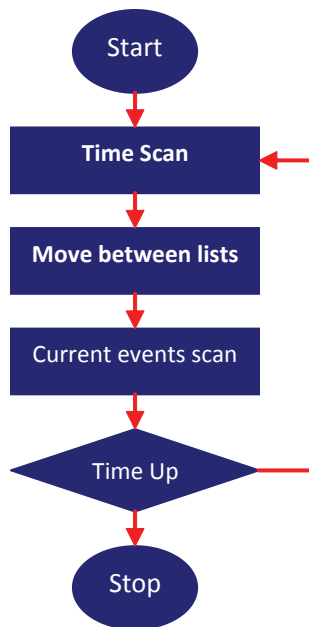 Start
Time Scan
Move between lists
Current events scan
Time Up
Stop